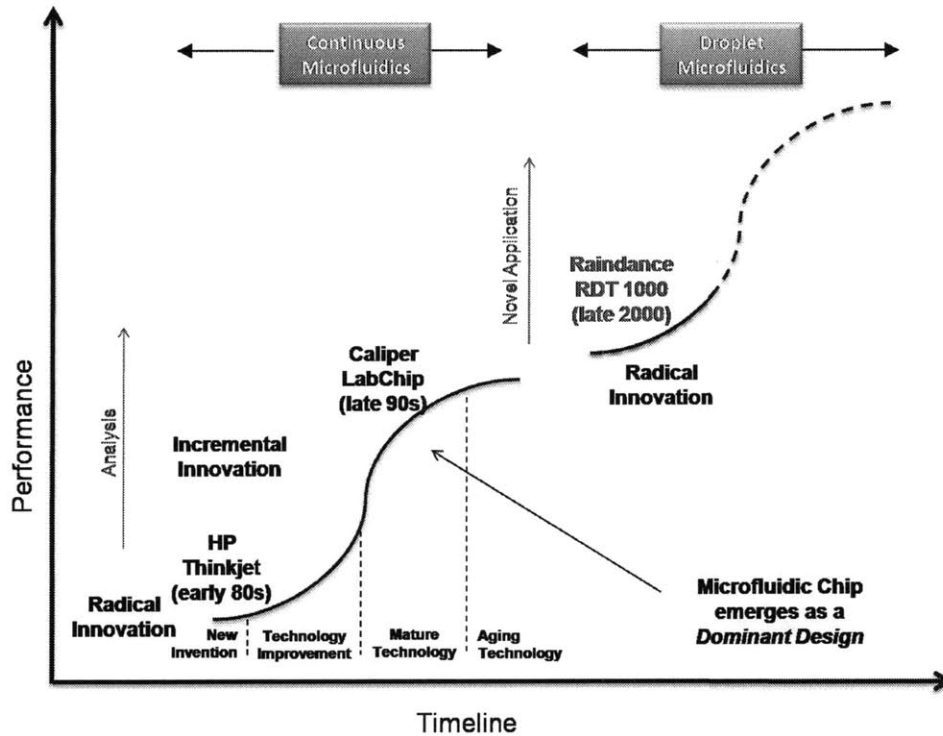 Continuous
Microfluidics
Droplet
Microfluidics
Performance
Analysis
Novel Application
Raindance
RDT 1000
(late 2000)
Radical
Innovation
Caliper
LabChip
(late 90s)
Incremental
Innovation
HP
Thinkjet
(early 80s)
Radical
Innovation
New
Invention
Technology
Improvement
Mature
Technology
Aging
Technology
Microfluidic Chip
emerges as a
Dominant Design
Timeline